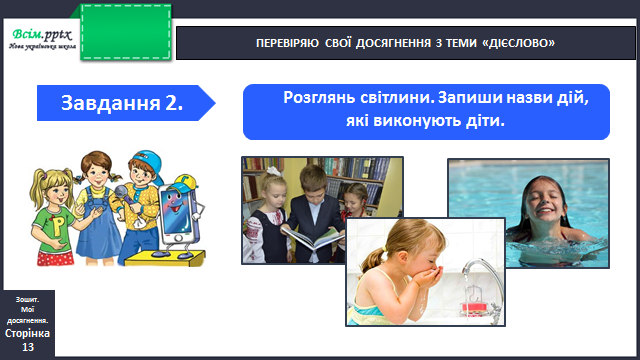 Всім.pptx
Нова українська школа
ПЕРЕВІРЯЮ СВОЇ ДОСЯГНЕННЯ З ТЕМИ «ДІЄСЛОВО»
Завдання 2.
Розглянь світлини. Запиши назви дій,
які виконують діти.
Р
Зошит.
Мої
досягнення.
Сторінка
13